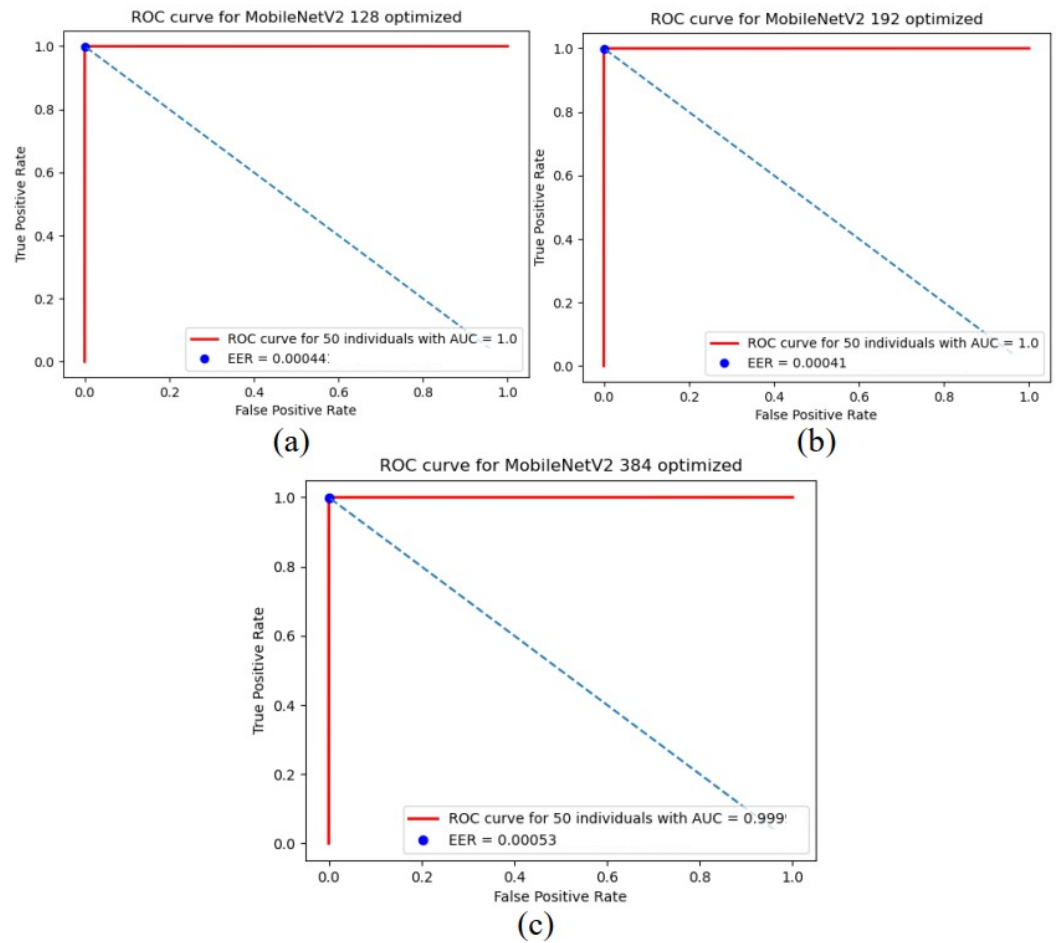 ROC curve for MobileNetV2 128 optimized
1.0
0.8
0.6
0.4
0.2
0.0
True Positive Rate
ROC curve for 50 individuals with AUC = 1.0
EER = 0.00044
0.0 0.2 0.4 0.6 0.8 1.0
False Positive Rate
(a)
ROC curve for MobileNetV2 192 optimized
1.0
0.8
0.6
0.4
0.2
0.0
True Positive Rate
ROC curve for 50 individuals with AUC = 1.0
EER = 0.00041
0.0 0.2 0.4 0.6 0.8 1.0
False Positive Rate
(b)
ROC curve for MobileNetV2 384 optimized
1.0
0.8
0.6
0.4
0.2
0.0
True Positive Rate
ROC curve for 50 individuals with AUC = 0.999
EER = 0.00053
0.0 0.2 0.4 0.6 0.8 1.0
False Positive Rate
(c)